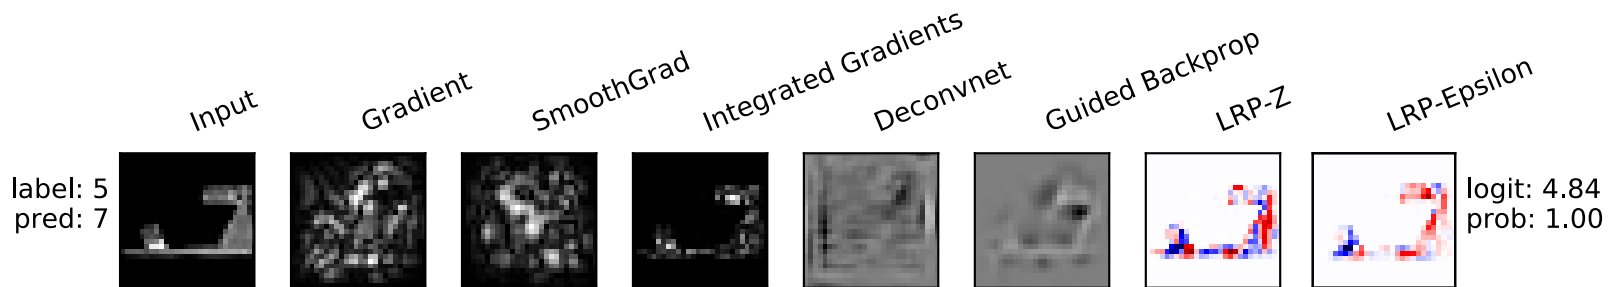 Input
Gradient
SmoothGrad
Integrated Gradients
Deconvnet
Guided Backprop
LRP-Z
LRP-Epsilon
label: 5
pred: 7
logit: 4.84
prob: 1.00